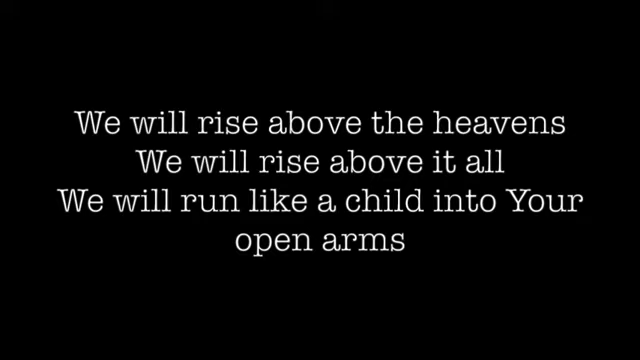 We will rise above the heavens
We will rise above it all
We will run like a child into Your
open arms